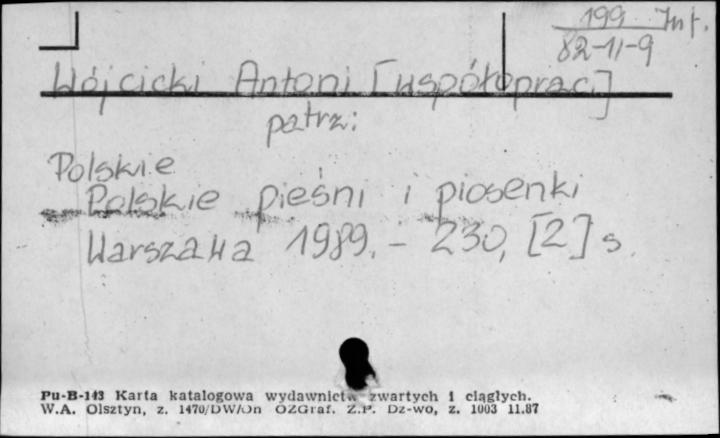 199 Inf.
82-11-9
Wójcicki Antoni [współoprac.]
patrz:
Polskie
Polskie pieśni i piosenki
Warszawa 1989. - 230, [2] s.
Pu-B-143 Karta katalogowa wydawnictw zwartych i ciągłych.
W.A. Olsztyn, z. 1470/DW/On OZGraf. Z.P. Dz-wo, z. 1003 11.87